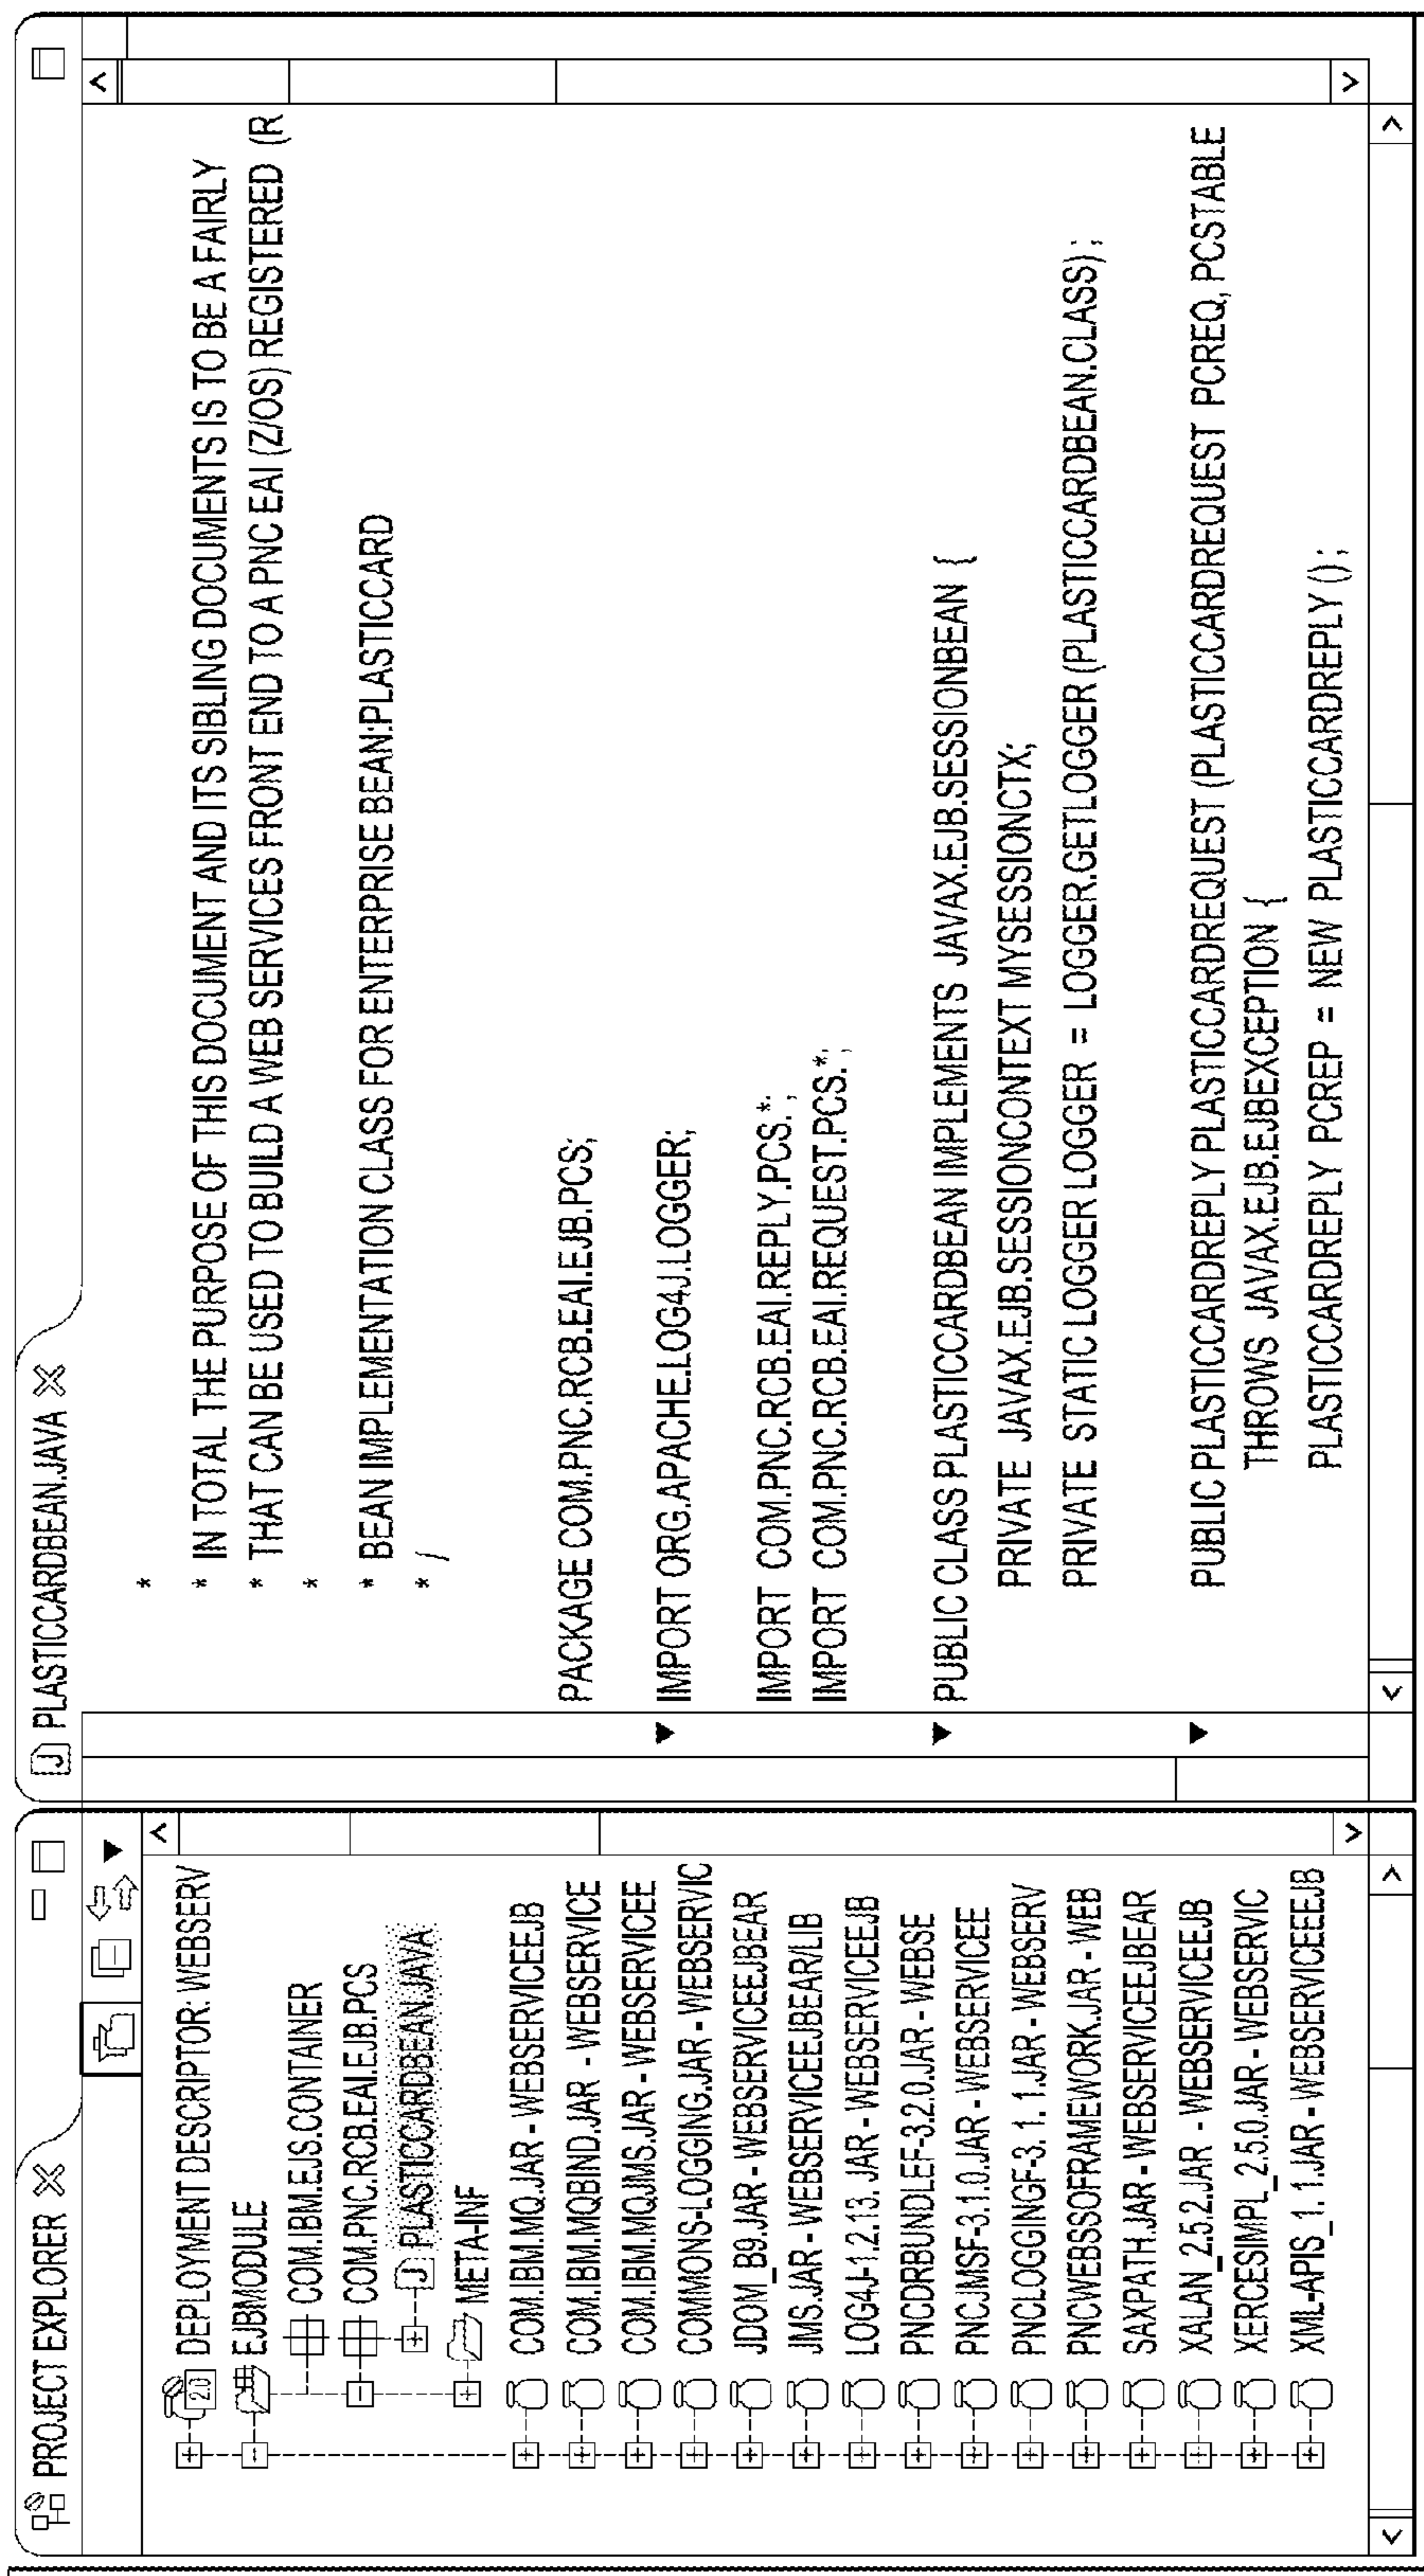 PROJECT EXPLORER
DEPLOYMENT DESCRIPTOR: WEBSERV
2.0
EJBMODULE
COM.IBM.EJS.CONTAINER
COM.PNC.RCB.EAI.EJB.PCS
J PLASTICCARDBEAN.JAVA
META-INF
COM.IBM.MQ.JAR - WEBSERVICEEJB
COM.IBM.MQBIND.JAR - WEBSERVICE
COM.IBM.MQJMS.JAR - WEBSERVICEE
COMMONS-LOGGING.JAR - WEBSERVIC
JDOM_B9.JAR - WEBSERVICEEJBEAR
JMS.JAR - WEBSERVICEEJBEAR/LIB
LOG4J-1.2.13. JAR - WEBSERVICEEJB
PNCDRBUNDLEF-3.2.0.JAR - WEBSE
PNCJMSF-3.1.0.JAR - WEBSERVICEE
PNCLOGGINGF-3. 1. 1.JAR - WEBSERV
PNCWEBSSOFRAMEWORK.JAR - WEB
SAXPATH.JAR - WEBSERVICEEJBEAR
XALAN_2.5.2.JAR - WEBSERVICEEJB
XERCESIMPL_2.5.0.JAR - WEBSERVIC
XML-APIS_1. 1.JAR - WEBSERVICEEEJB
J PLASTICCARDBEAN.JAVA
*
* IN TOTAL THE PURPOSE OF THIS DOCUMENT AND ITS SIBLING DOCUMENTS IS TO BE A FAIRLY
* THAT CAN BE USED TO BUILD A WEB SERVICES FRONT END TO A PNC EAI (Z/OS) REGISTERED (R
*
* BEAN IMPLEMENTATION CLASS FOR ENTERPRISE BEAN:PLASTICCARD
* /
PACKAGE COM.PNC.RCB.EAI.EJB.PCS;
IMPORT ORG.APACHE.LOG4J.LOGGER;
IMPORT COM.PNC.RCB.EAI.REPLY.PCS.*;
IMPORT COM.PNC.RCB.EAI.REQUEST.PCS.*;
PUBLIC CLASS PLASTICCARDBEAN IMPLEMENTS JAVAX.EJB.SESSIONBEAN {
PRIVATE JAVAX.EJB.SESSIONCONTEXT MYSESSIONCTX;
PRIVATE STATIC LOGGER LOGGER = LOGGER.GETLOGGER (PLASTICCARDBEAN.CLASS) ;
PUBLIC PLASTICCARDREPLY PLASTICCARDREQUEST (PLASTICCARDREQUEST PCREQ, PCSTABLE
THROWS JAVAX.EJB.EJBEXCEPTION {
PLASTICCARDREPLY PCREP = NEW PLASTICCARDREPLY () ;